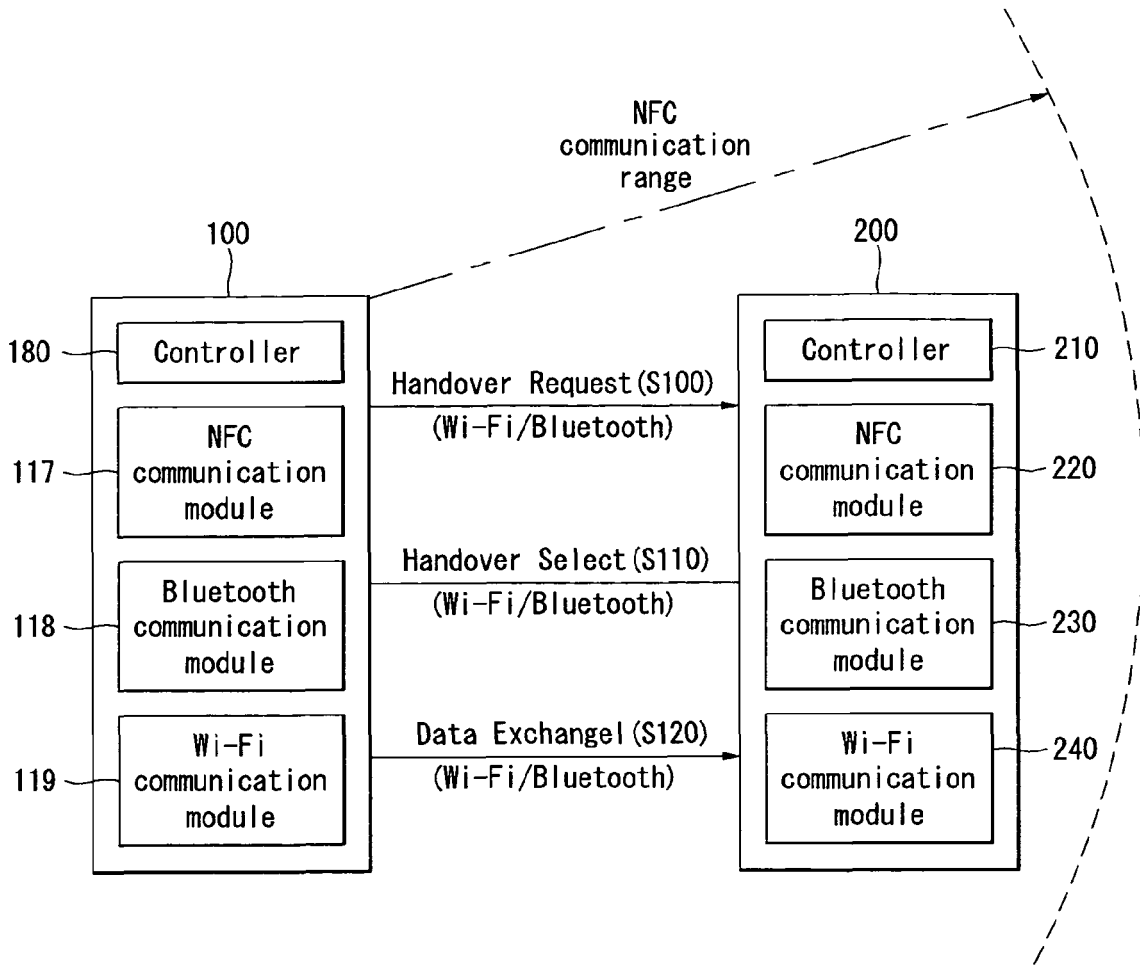 NFC
communication
range
100
200
180
Controller
Controller
210
Handover Request(S100)
(Wi-Fi/Bluetooth)
117
NFC
communication
module
NFC
communication
module
220
Handover Select(S110)
(Wi-Fi/Bluetooth)
118
Bluetooth
communication
module
Bluetooth
communication
module
230
Data Exchangel(S120)
(Wi-Fi/Bluetooth)
119
Wi-Fi
communication
module
Wi-Fi
communication
module
240